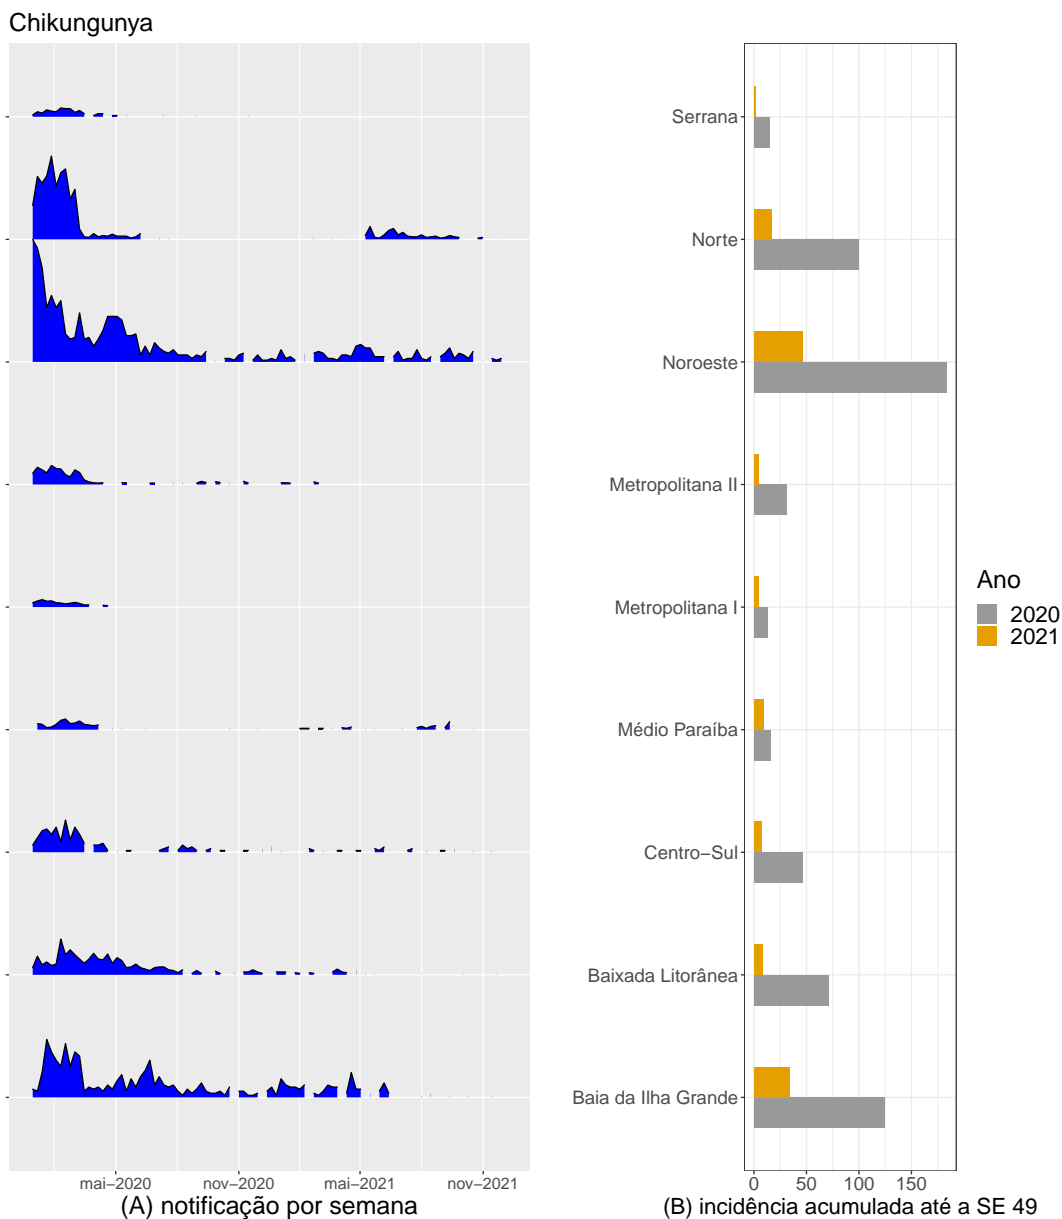 Chikungunya
Serrana
Norte
Noroeste
Metropolitana II
Metropolitana I
Médio Paraíba
Centro−Sul
Baixada Litorânea
Baia da Ilha Grande
Ano
2020
2021
mai−2020 nov−2020 mai−2021 nov−2021
0 50 100 150
(A) notificação por semana
(B) incidência acumulada até a SE 49